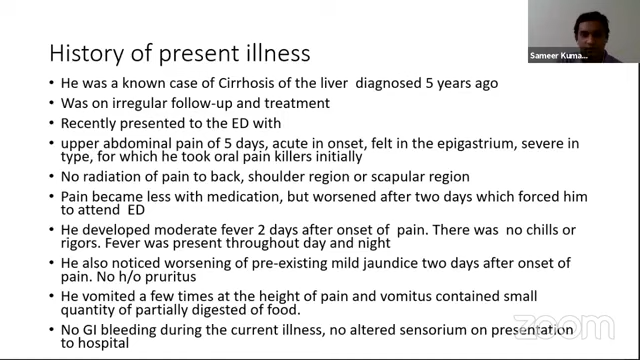 History of present illness
Sameer Kuma...
• He was a known case of Cirrhosis of the liver diagnosed 5 years ago
• Was on irregular follow-up and treatment
• Recently presented to the ED with
• upper abdominal pain of 5 days, acute in onset, felt in the epigastrium, severe in
type, for which he took oral pain killers initially
• No radiation of pain to back, shoulder region or scapular region
• Pain became less with medication, but worsened after two days which forced him
to attend ED
• He developed moderate fever 2 days after onset of pain. There was no chills or
rigors. Fever was present throughout day and night
• He also noticed worsening of pre-existing mild jaundice two days after onset of
pain. No h/o pruritus
• He vomited a few times at the height of pain and vomitus contained small
quantity of partially digested of food.
• No GI bleeding during the current illness, no altered sensorium on presentation
to hospital
zoom